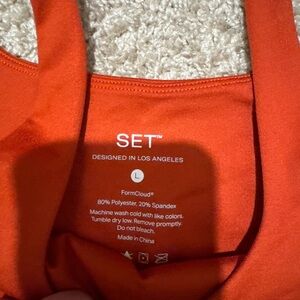 SET™
DESIGNED IN LOS ANGELES
L
FormCloud®
80% Polyester, 20% Spandex
Machine wash cold with like colors.
Tumble dry low. Remove promptly.
Do not bleach.
Made in China